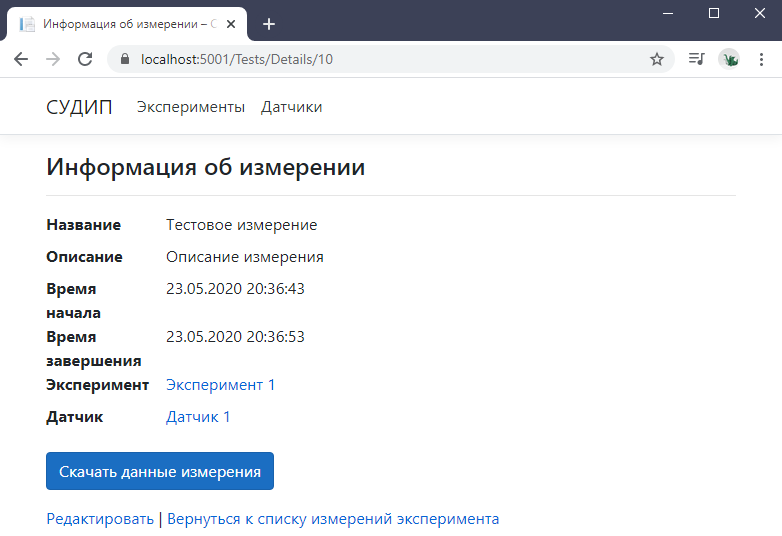 Информация об измерении – С
localhost:5001/Tests/Details/10
СУДИП Эксперименты Датчики
Информация об измерении
Название Тестовое измерение
Описание Описание измерения
Время начала 23.05.2020 20:36:43
Время завершения 23.05.2020 20:36:53
Эксперимент Эксперимент 1
Датчик Датчик 1
Скачать данные измерения
Редактировать | Вернуться к списку измерений эксперимента